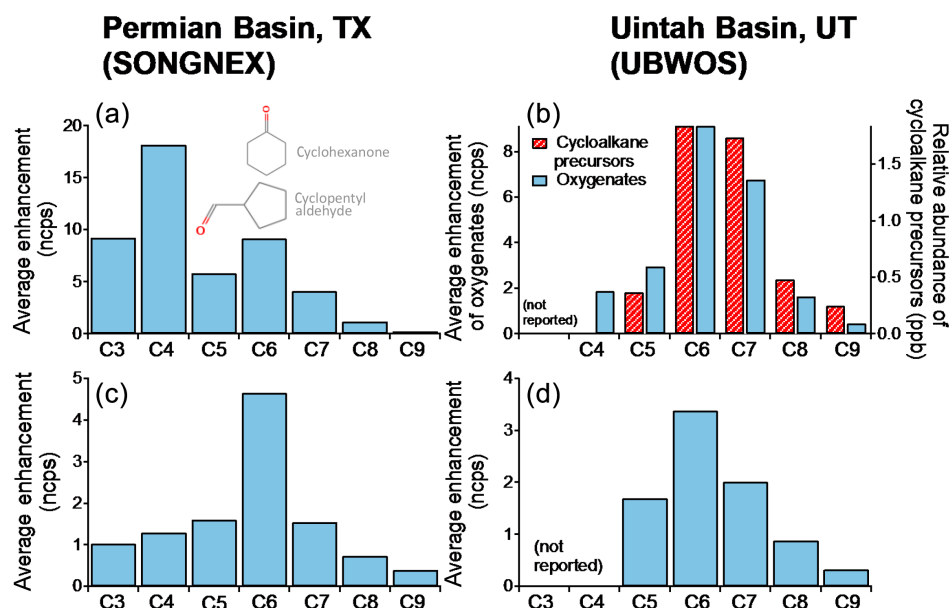 Permian Basin, TX
(SONGNEX)
Uintah Basin, UT
(UBWOS)
(a)
Average enhancement
(ncps)
20
15
10
5
0
O
Cyclohexanone
Cyclopentyl
aldehyde
O
C3 C4 C5 C6 C7 C8 C9
(b)
Average enhancement
of oxygenates (ncps)
8
6
4
2
0
Cycloalkane
precursors
Oxygenates
(not
reported)
Relative abundance of
cycloalkane precursors (ppb)
1.5
1.0
0.5
0.0
C4 C5 C6 C7 C8 C9
(c)
Average enhancement
(ncps)
5
4
3
2
1
0
C3 C4 C5 C6 C7 C8 C9
(d)
Average enhancement
(ncps)
4
3
2
1
0
(not
reported)
C3 C4 C5 C6 C7 C8 C9